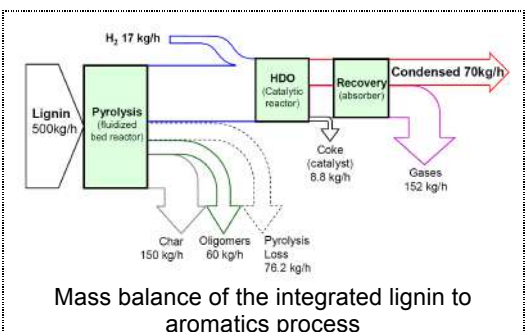 H₂ 17 kg/h
Lignin
500kg/h
Pyrolysis
(fluidized
bed reactor)
HDO
(Catalytic
reactor)
Recovery
(absorber)
Condensed 70kg/h
Coke
(catalyst)
8.8 kg/h
Gases
152 kg/h
Char
150 kg/h
Oligomers
60 kg/h
Pyrolysis
Loss
76.2 kg/h
Mass balance of the integrated lignin to
aromatics process